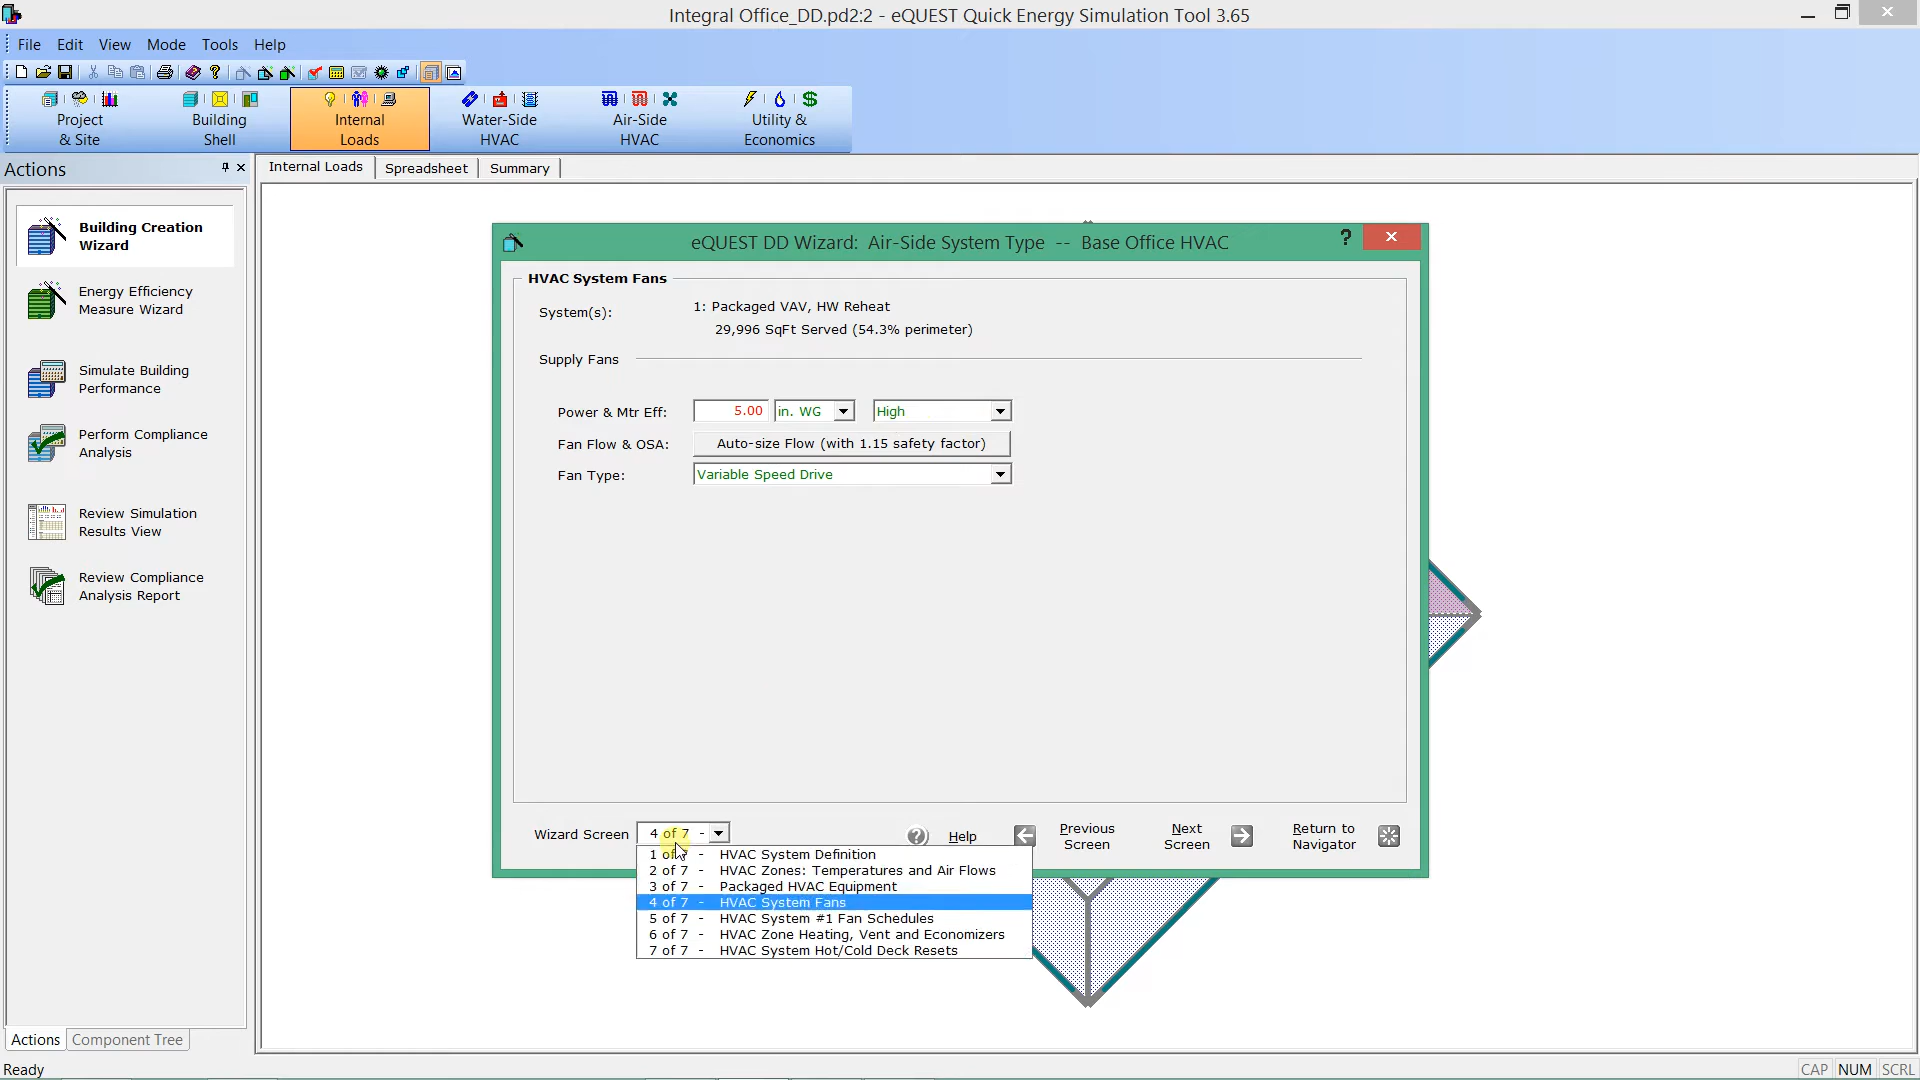 Integral Office_DD.pd2:2 - eQUEST Quick Energy Simulation Tool 3.65
File Edit View Mode Tools Help
Project & Site
Building Shell
Internal Loads
Water-Side HVAC
Air-Side HVAC
Utility & Economics
Actions
Internal Loads Spreadsheet Summary
Building Creation
Wizard
Energy Efficiency
Measure Wizard
Simulate Building
Performance
Perform Compliance
Analysis
Review Simulation
Results View
Review Compliance
Analysis Report
Actions Component Tree
eQUEST DD Wizard: Air-Side System Type -- Base Office HVAC
?
HVAC System Fans
System(s): 1: Packaged VAV, HW Reheat
29,996 SqFt Served (54.3% perimeter)
Supply Fans
Power & Mtr Eff: 5.00 in. WG High
Fan Flow & OSA: Auto-size Flow (with 1.15 safety factor)
Fan Type: Variable Speed Drive
Wizard Screen 4 of 7 -
Help
Previous
Screen
Next
Screen
Return to
Navigator
1 of 7 - HVAC System Definition
2 of 7 - HVAC Zones: Temperatures and Air Flows
3 of 7 - Packaged HVAC Equipment
4 of 7 - HVAC System Fans
5 of 7 - HVAC System #1 Fan Schedules
6 of 7 - HVAC Zone Heating, Vent and Economizers
7 of 7 - HVAC System Hot/Cold Deck Resets
Ready
CAP NUM SCRL